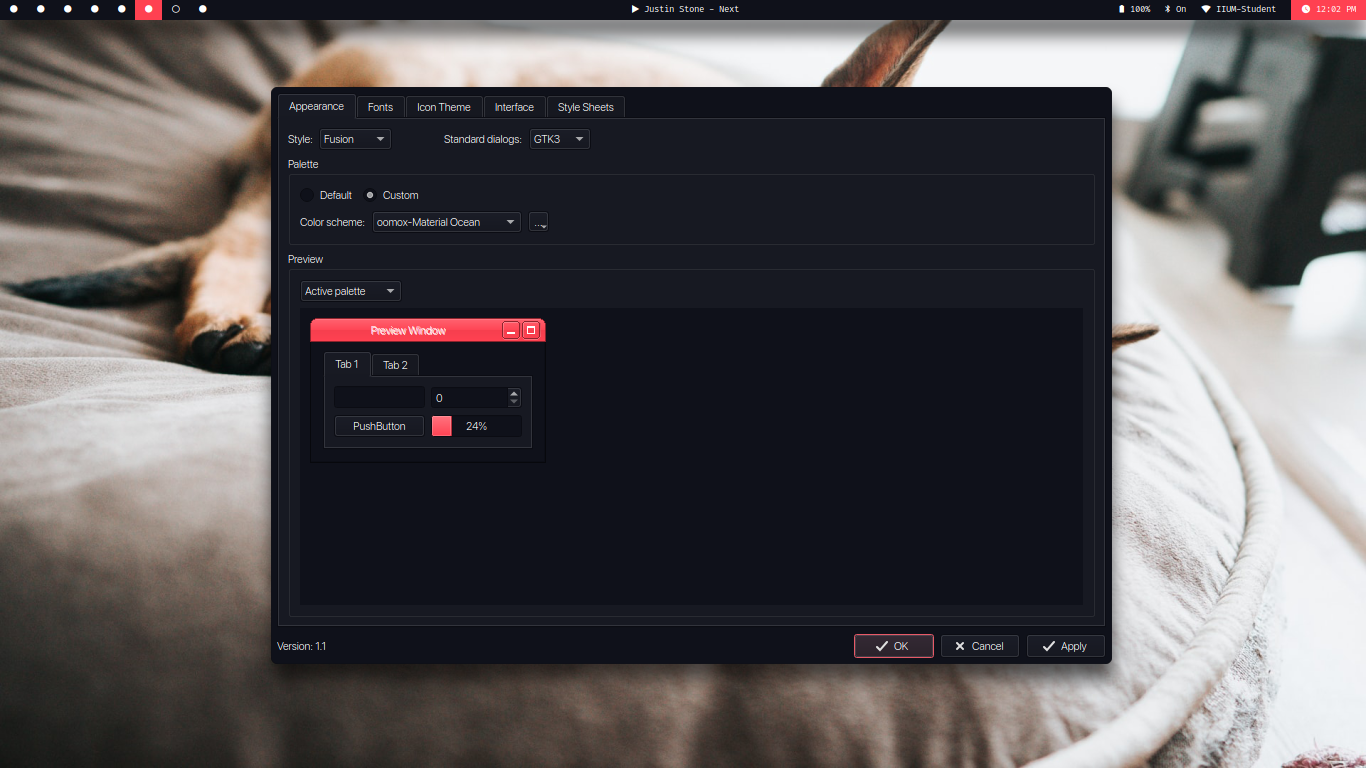 Justin Stone - Next
100%
On
IIUM-Student
12:02 PM
Appearance
Fonts
Icon Theme
Interface
Style Sheets
Style:
Fusion
Standard dialogs:
GTK3
Palette
Default
Custom
Color scheme:
oomox-Material Ocean
...
Preview
Active palette
Preview Window
Tab 1
Tab 2
0
PushButton
24%
Version: 1.1
OK
Cancel
Apply